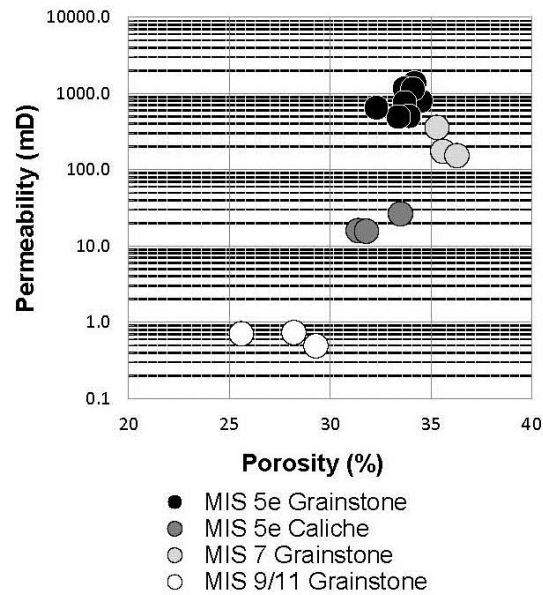 10000.0
1000.0
100.0
10.0
1.0
0.1
Permeability (mD)
20 25 30 35 40
Porosity (%)
MIS 5e Grainstone
MIS 5e Caliche
MIS 7 Grainstone
MIS 9/11 Grainstone